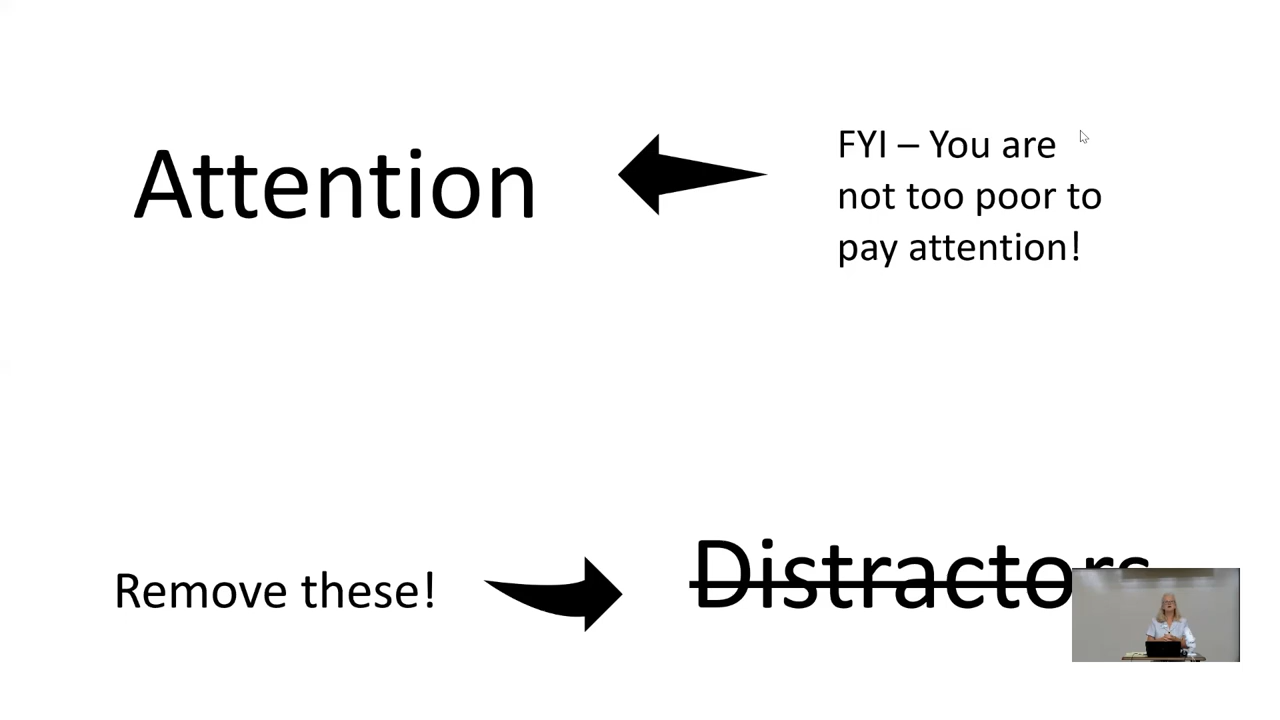 Attention
FYI – You are
not too poor to
pay attention!
Remove these!
Distractors